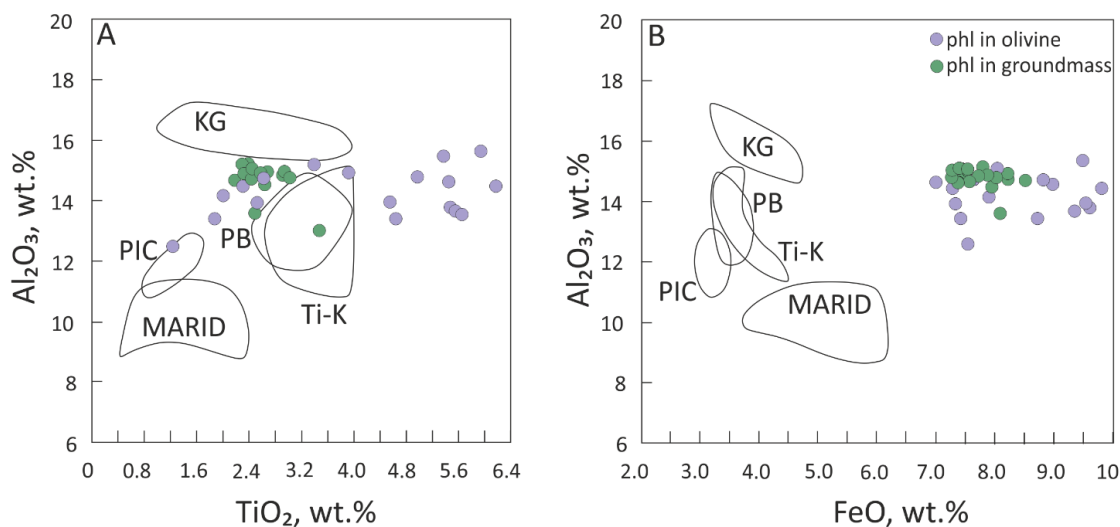 A
20
18
16
14
12
10
8
6
Al₂O₃, wt.%
KG
PIC
PB
Ti-K
MARID
0 0.8 1.6 2.4 3.2 4.0 4.8 5.6 6.4
TiO₂, wt.%
B
phl in olivine
phl in groundmass
20
18
16
14
12
10
8
6
Al₂O₃, wt.%
KG
PB
Ti-K
PIC
MARID
2.0 3.0 4.0 5.0 6.0 7.0 8.0 9.0 10
FeO, wt.%